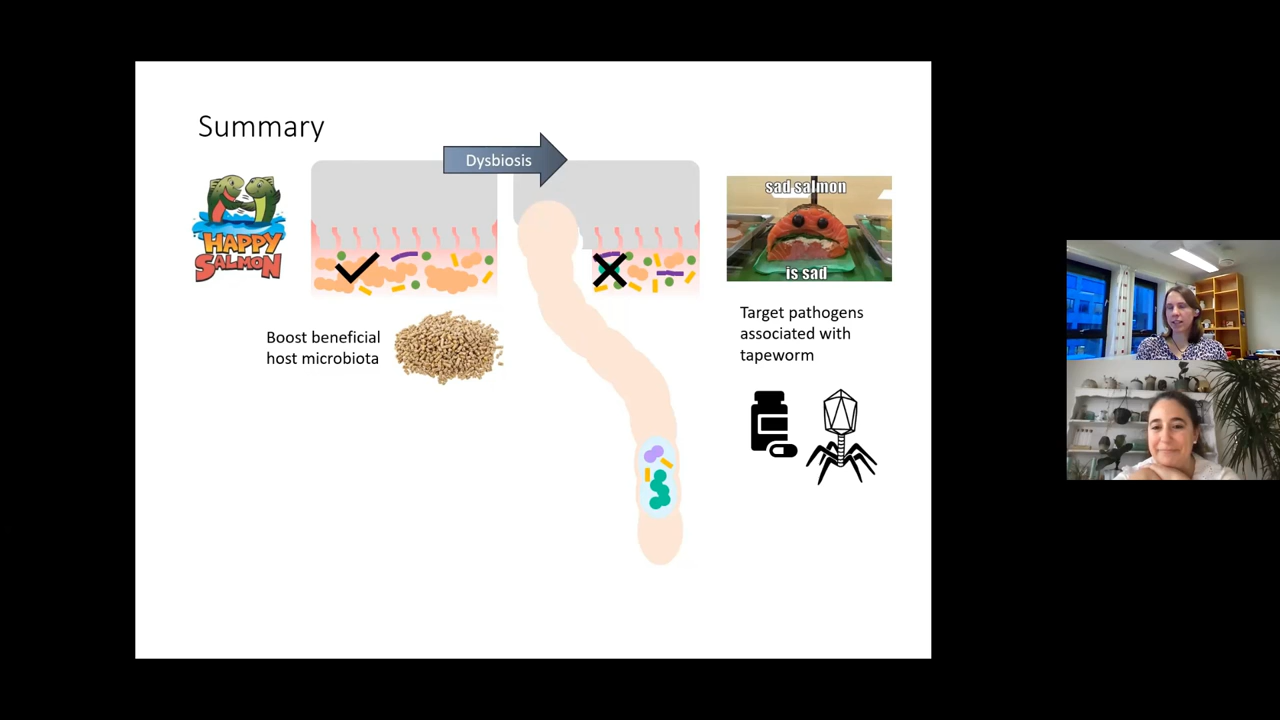 Summary
Dysbiosis
HAPPY
SALMON
sad salmon
is sad
Boost beneficial
host microbiota
Target pathogens
associated with
tapeworm